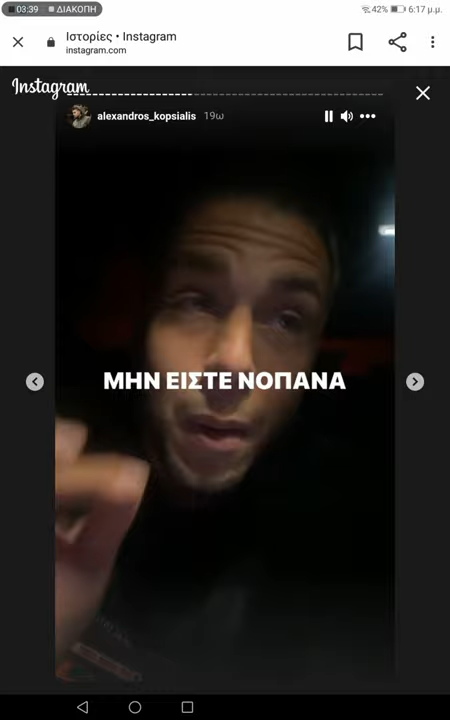 03:39 ΔΙΑΚΟΠΗ
42% 6:17 μ.μ.
Ιστορίες • Instagram
instagram.com
Instagram
alexandros_kopsialis 19ω
ΜΗΝ ΕΙΣΤΕ ΝΟΠΑΝΑ